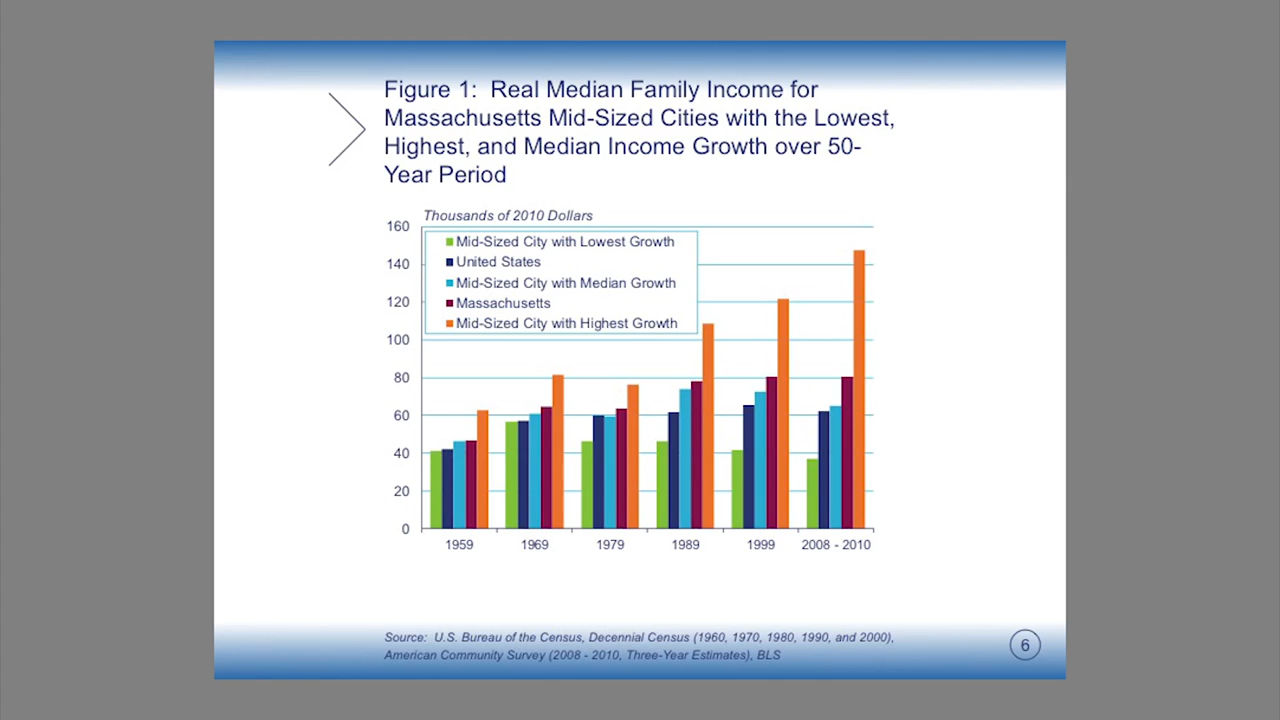 Figure 1: Real Median Family Income for
Massachusetts Mid-Sized Cities with the Lowest,
Highest, and Median Income Growth over 50-
Year Period
Thousands of 2010 Dollars
160
140
120
100
80
60
40
20
0
Mid-Sized City with Lowest Growth
United States
Mid-Sized City with Median Growth
Massachusetts
Mid-Sized City with Highest Growth
1959 1969 1979 1989 1999 2008 - 2010
Source: U.S. Bureau of the Census, Decennial Census (1960, 1970, 1980, 1990, and 2000),
American Community Survey (2008 - 2010, Three-Year Estimates), BLS
6